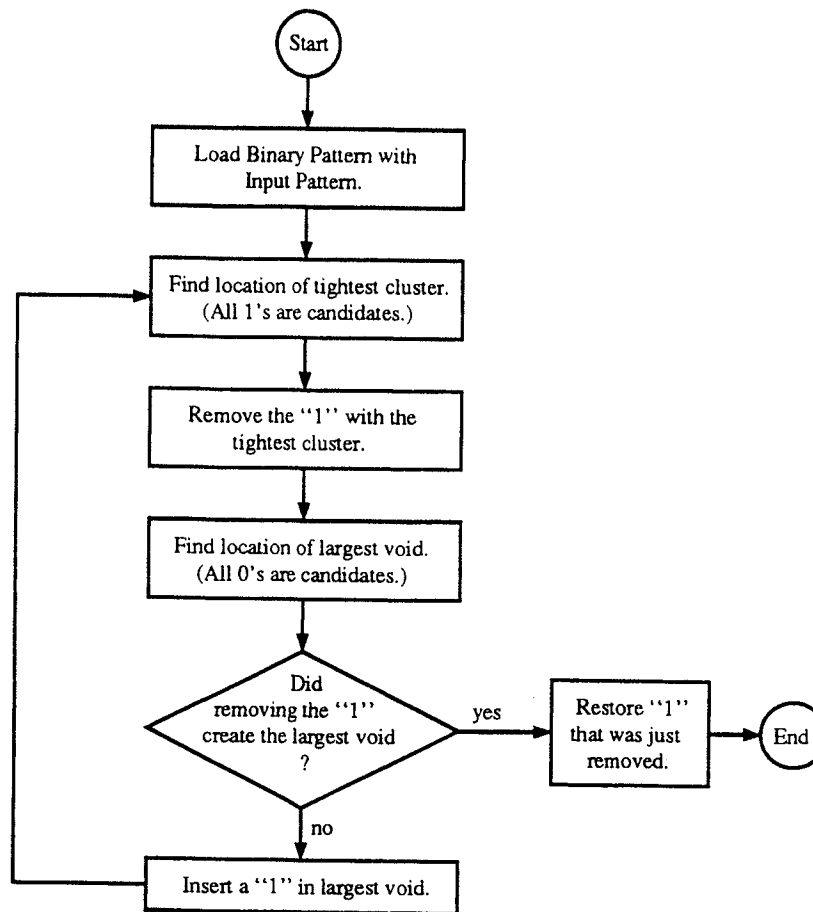 Start
Load Binary Pattern with
Input Pattern.
Find location of tightest cluster.
(All 1's are candidates.)
Remove the “1” with the
tightest cluster.
Find location of largest void.
(All 0's are candidates.)
Did
removing the “1”
create the largest void
?
yes
Restore “1”
that was just
removed.
End
no
Insert a “1” in largest void.